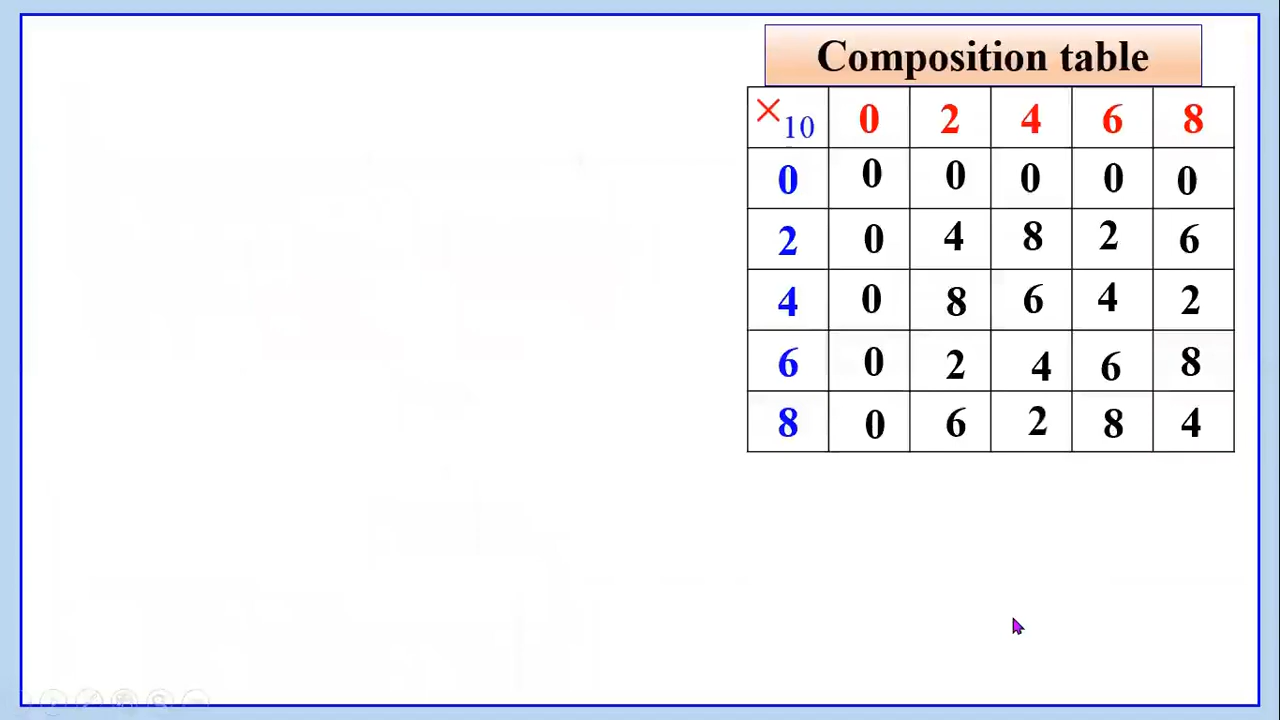 Composition table
×10 0 2 4 6 8
0 0 0 0 0 0
2 0 4 8 2 6
4 0 8 6 4 2
6 0 2 4 6 8
8 0 6 2 8 4